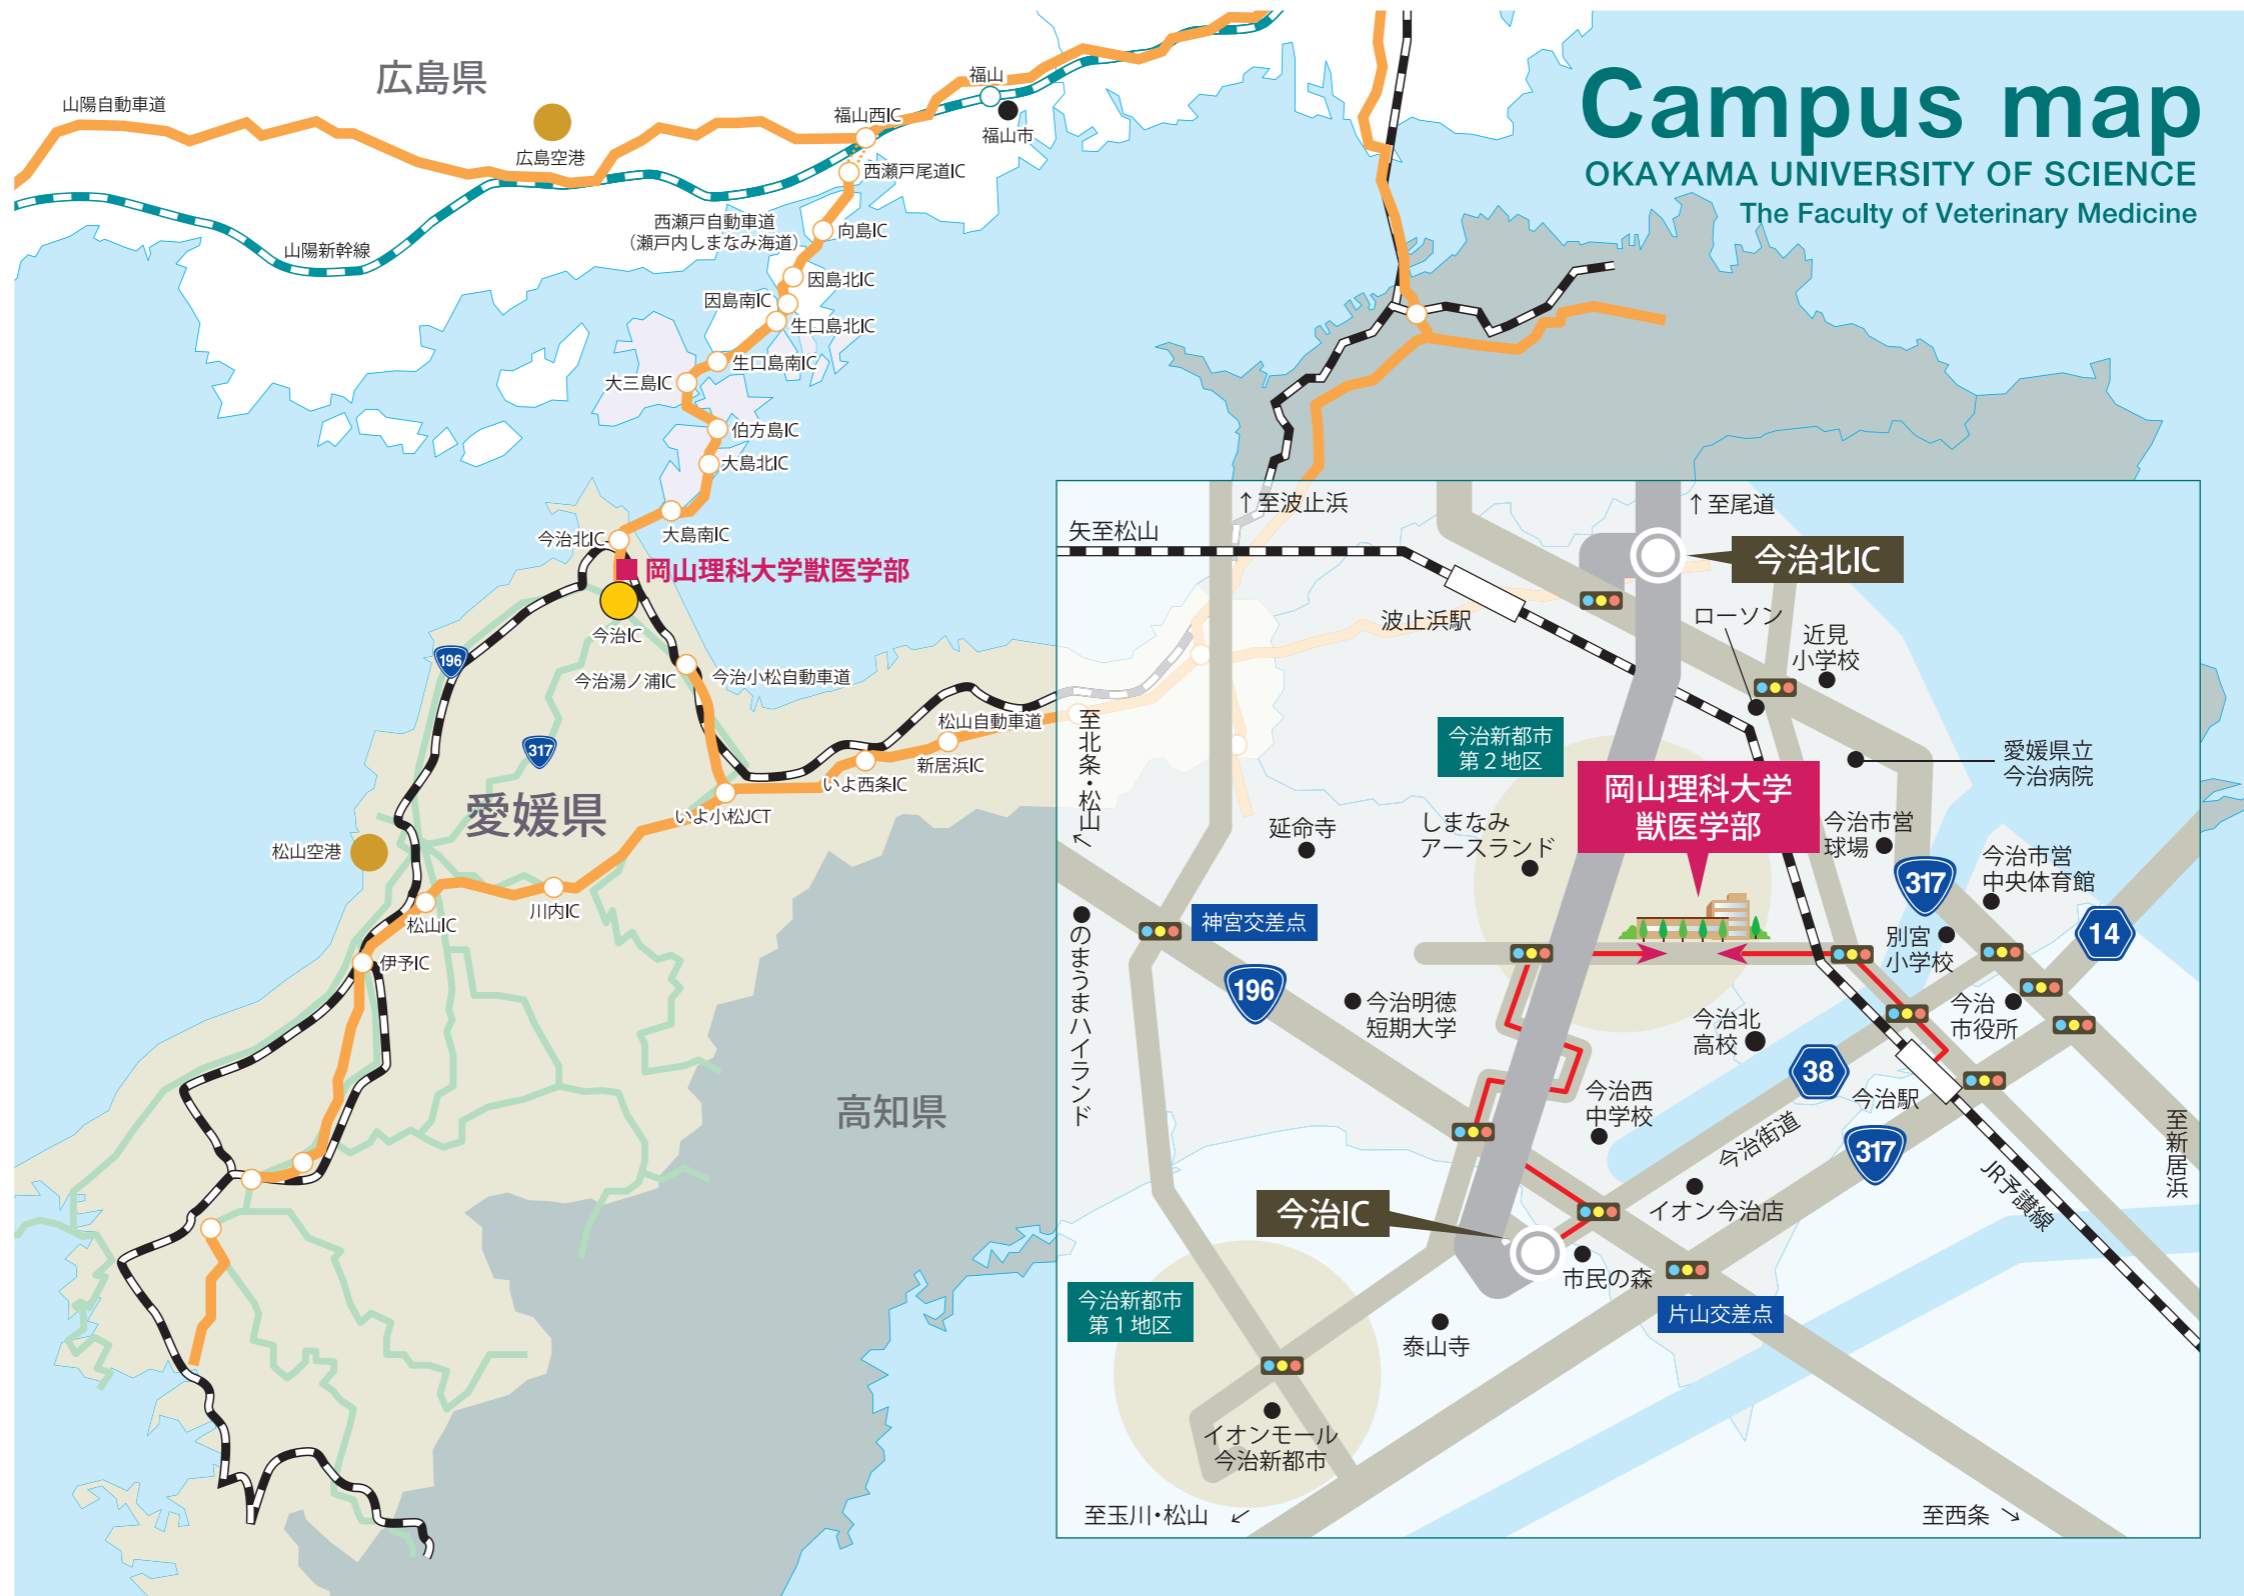 Campus map
OKAYAMA UNIVERSITY OF SCIENCE
The Faculty of Veterinary Medicine
広島県
山陽自動車道
広島空港
山陽新幹線
福山
福山市
福山西IC
西瀬戸尾道IC
西瀬戸自動車道
（瀬戸内しまなみ海道）
向島IC
因島北IC
因島南IC
生口島北IC
生口島南IC
大三島IC
伯方島IC
大島北IC
大島南IC
今治北IC
岡山理科大学獣医学部
今治IC
196
今治湯ノ浦IC
今治小松自動車道
317
松山自動車道
新居浜IC
いよ西条IC
いよ小松JCT
愛媛県
松山空港
川内IC
松山IC
伊予IC
高知県
↑至波止浜
↑至尾道
矢至松山
今治北IC
波止浜駅
ローソン
近見
小学校
至北条・松山
↓
今治新都市
第２地区
愛媛県立
今治病院
岡山理科大学
獣医学部
延命寺
しまなみ
アースランド
今治市営
球場
317
今治市営
中央体育館
神宮交差点
のまうまハイランド
別宮
小学校
14
196
今治明徳
短期大学
今治北
高校
今治
市役所
38
今治西
中学校
今治駅
今治街道
317
至新居浜
JR予讃線
今治IC
イオン今治店
市民の森
今治新都市
第１地区
片山交差点
泰山寺
イオンモール
今治新都市
至玉川・松山 ↙
至西条 ↘